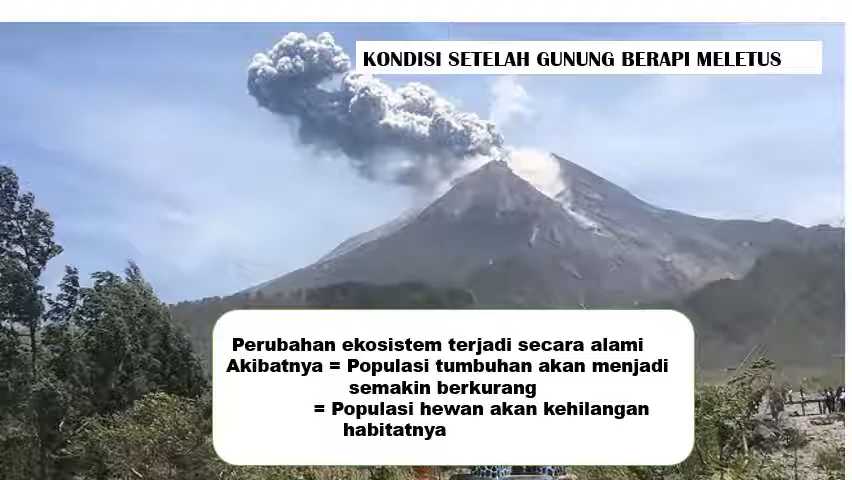 KONDISI SETELAH GUNUNG BERAPI MELETUS
Perubahan ekosistem terjadi secara alami
Akibatnya = Populasi tumbuhan akan menjadi
semakin berkurang
= Populasi hewan akan kehilangan
habitatnya